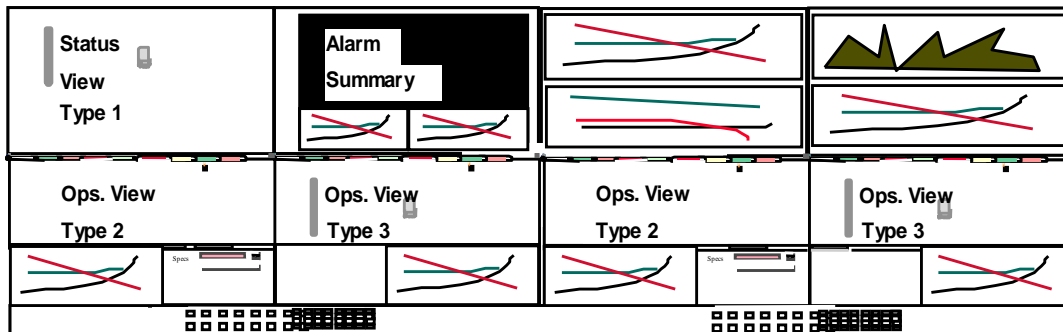 Status
View
Type 1
Alarm
Summary
Ops. View
Type 2
Ops. View
Type 3
Ops. View
Type 2
Ops. View
Type 3
Specs
Specs